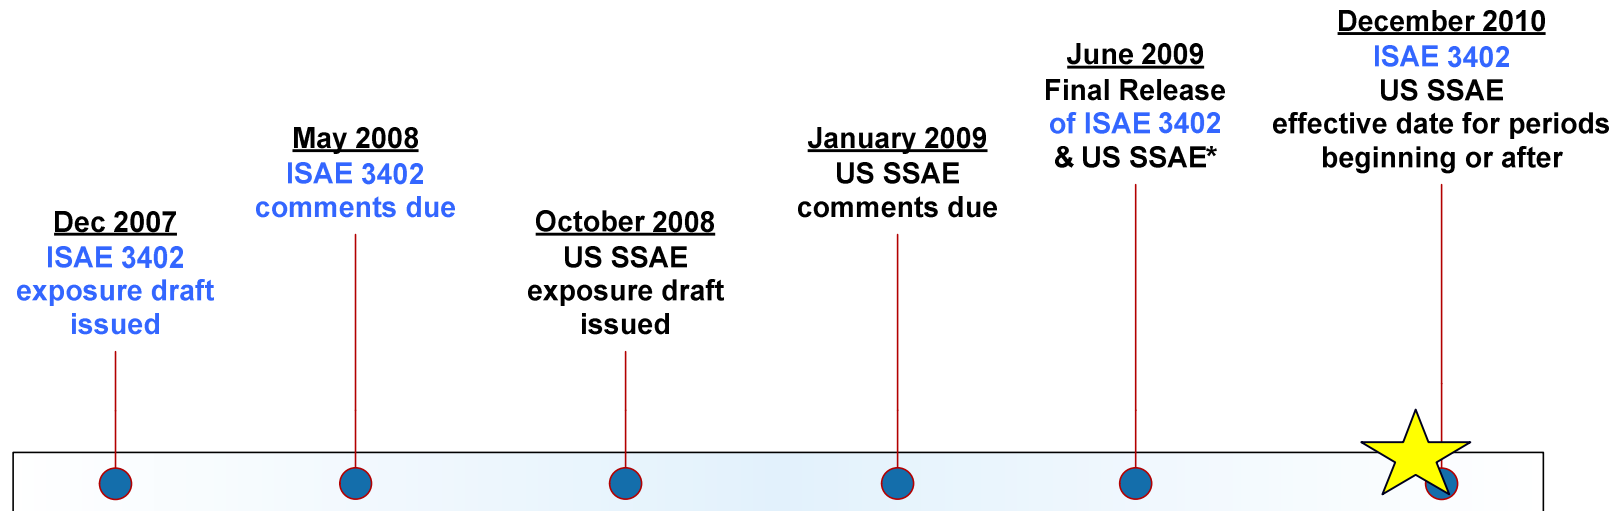 Dec 2007
ISAE 3402
exposure draft
issued
May 2008
ISAE 3402
comments due
October 2008
US SSAE
exposure draft
issued
January 2009
US SSAE
comments due
June 2009
Final Release
of ISAE 3402
& US SSAE*
December 2010
ISAE 3402
US SSAE
effective date for periods
beginning or after